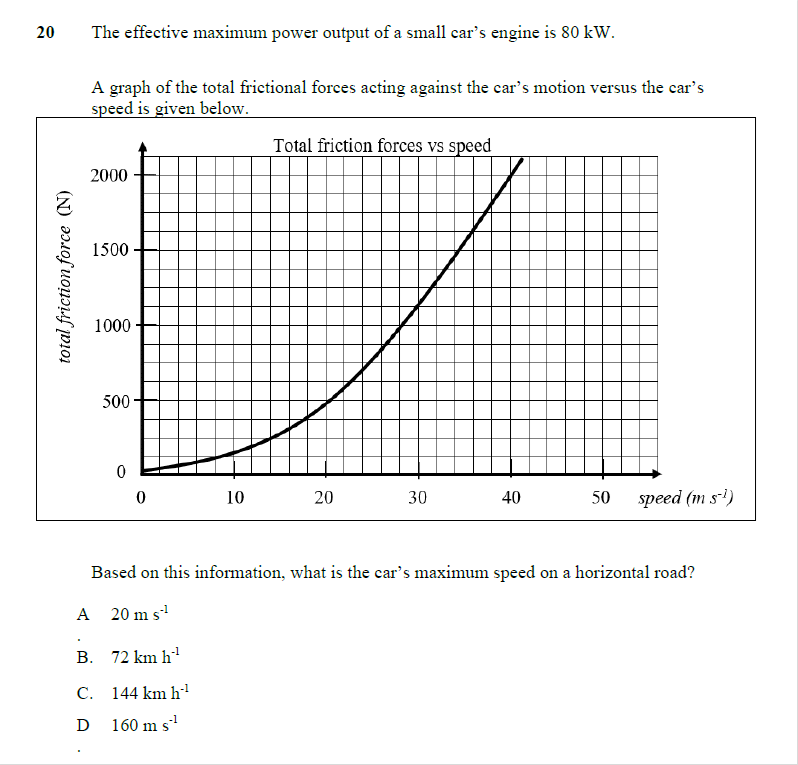 20 The effective maximum power output of a small car's engine is 80 kW.
A graph of the total frictional forces acting against the car's motion versus the car's
speed is given below.
Total friction forces vs speed
total friction force (N)
2000
1500
1000
500
0
0 10 20 30 40 50 speed (m s⁻¹)
Based on this information, what is the car's maximum speed on a horizontal road?
A 20 m s⁻¹
.
B. 72 km h⁻¹
C. 144 km h⁻¹
D 160 m s⁻¹
.